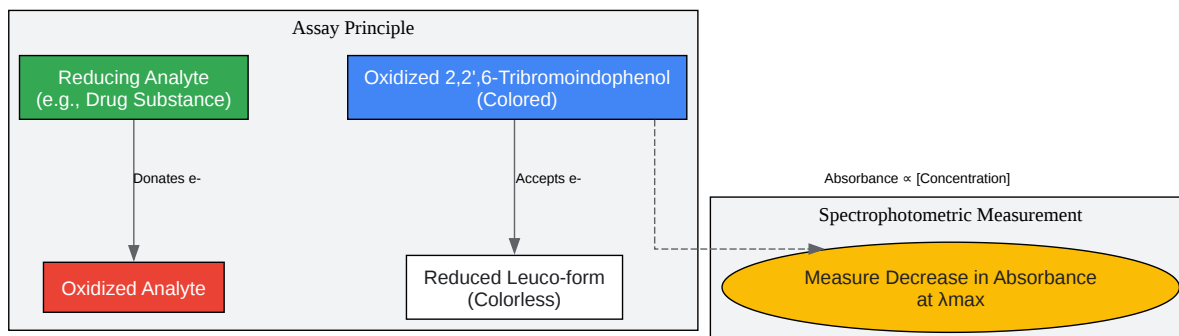 Assay Principle
Reducing Analyte
(e.g., Drug Substance)
Oxidized 2,2',6-Tribromoindophenol
(Colored)
Donates e-
Accepts e-
Absorbance ∝ [Concentration]
Spectrophotometric Measurement
Oxidized Analyte
Reduced Leuco-form
(Colorless)
Measure Decrease in Absorbance
at λmax